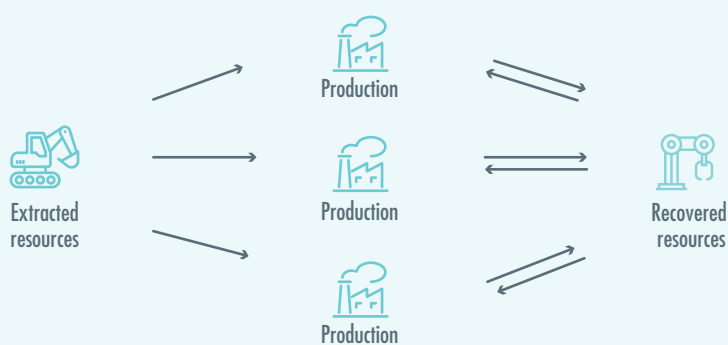 Production
Extracted
resources
Production
Recovered
resources
Production